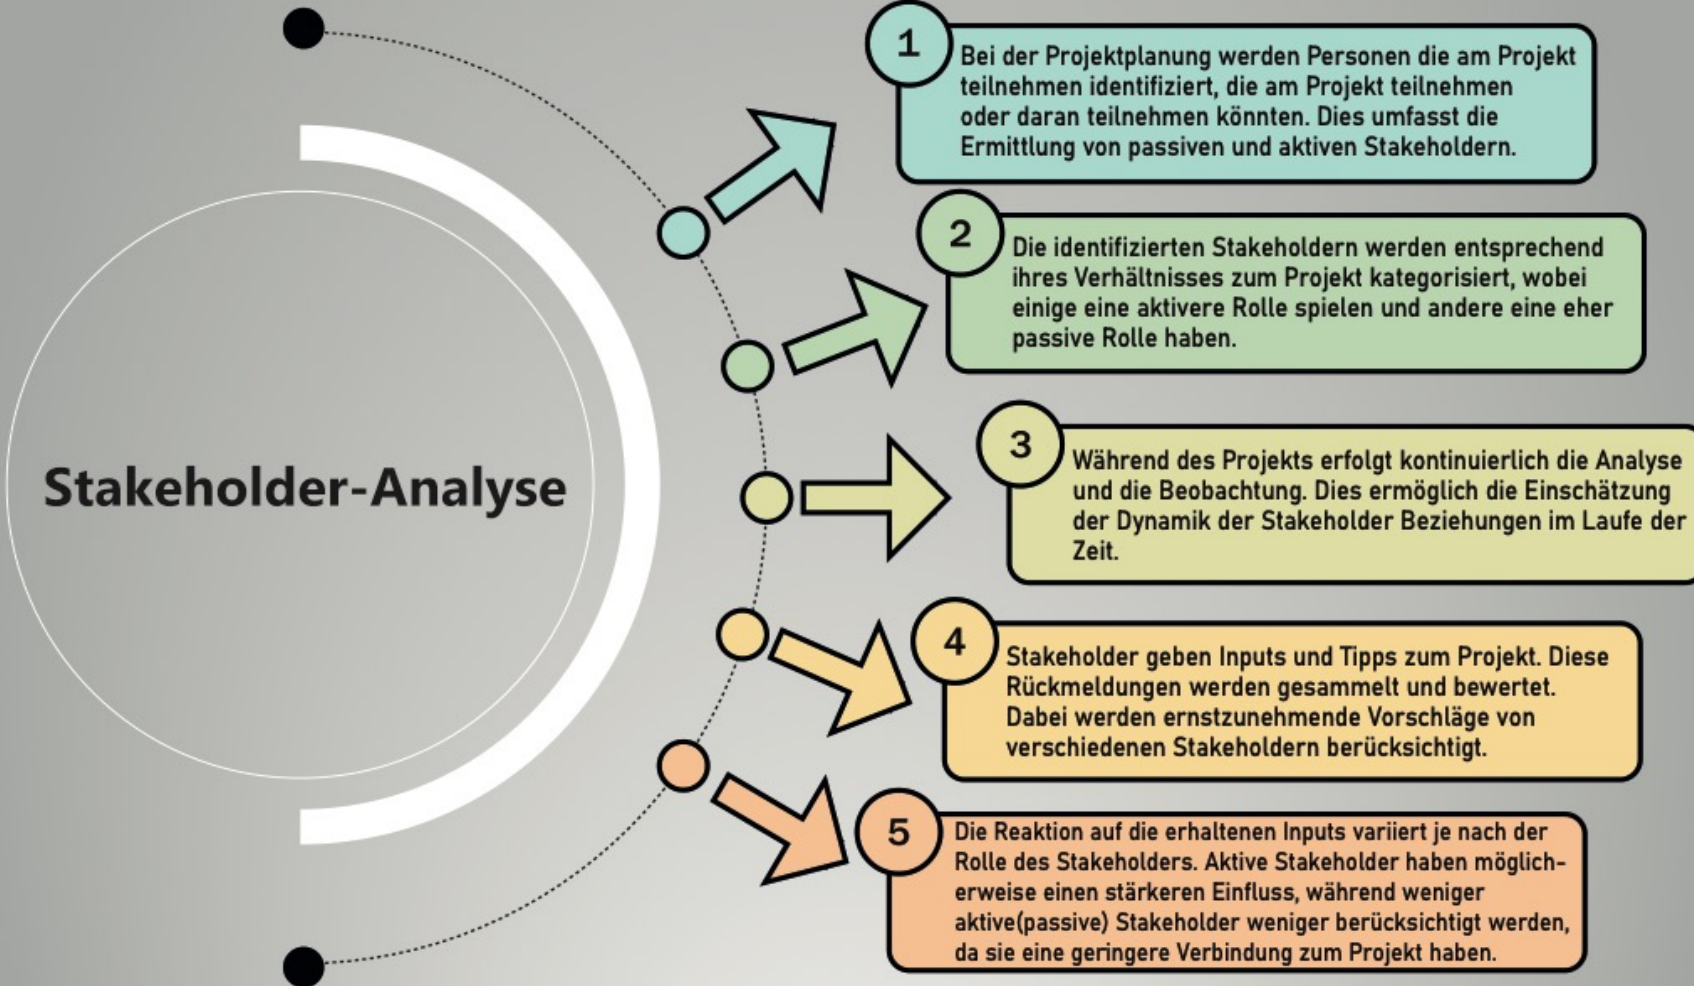 Stakeholder-Analyse
1
Bei der Projektplanung werden Personen die am Projekt
teilnehmen identifiziert, die am Projekt teilnehmen
oder daran teilnehmen könnten. Dies umfasst die
Ermittlung von passiven und aktiven Stakeholdern.
2
Die identifizierten Stakeholdern werden entsprechend
ihres Verhältnisses zum Projekt kategorisiert, wobei
einige eine aktivere Rolle spielen und andere eine eher
passive Rolle haben.
3
Während des Projekts erfolgt kontinuierlich die Analyse
und die Beobachtung. Dies ermöglich die Einschätzung
der Dynamik der Stakeholder Beziehungen im Laufe der
Zeit.
4
Stakeholder geben Inputs und Tipps zum Projekt. Diese
Rückmeldungen werden gesammelt und bewertet.
Dabei werden ernstzunehmende Vorschläge von
verschiedenen Stakeholdern berücksichtigt.
5
Die Reaktion auf die erhaltenen Inputs variiert je nach der
Rolle des Stakeholders. Aktive Stakeholder haben möglich-
erweise einen stärkeren Einfluss, während weniger
aktive(passive) Stakeholder weniger berücksichtigt werden,
da sie eine geringere Verbindung zum Projekt haben.